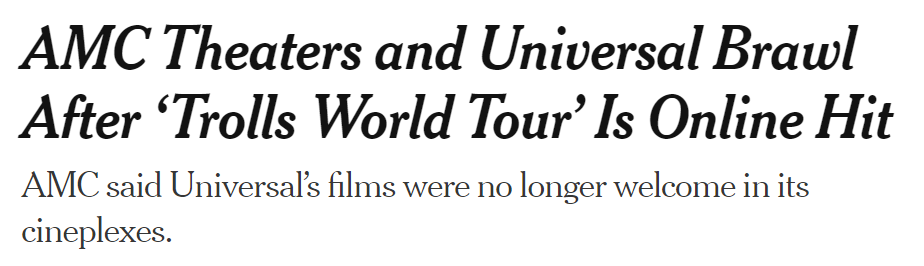 AMC Theaters and Universal Brawl
After ‘Trolls World Tour’ Is Online Hit
AMC said Universal’s films were no longer welcome in its
cineplexes.